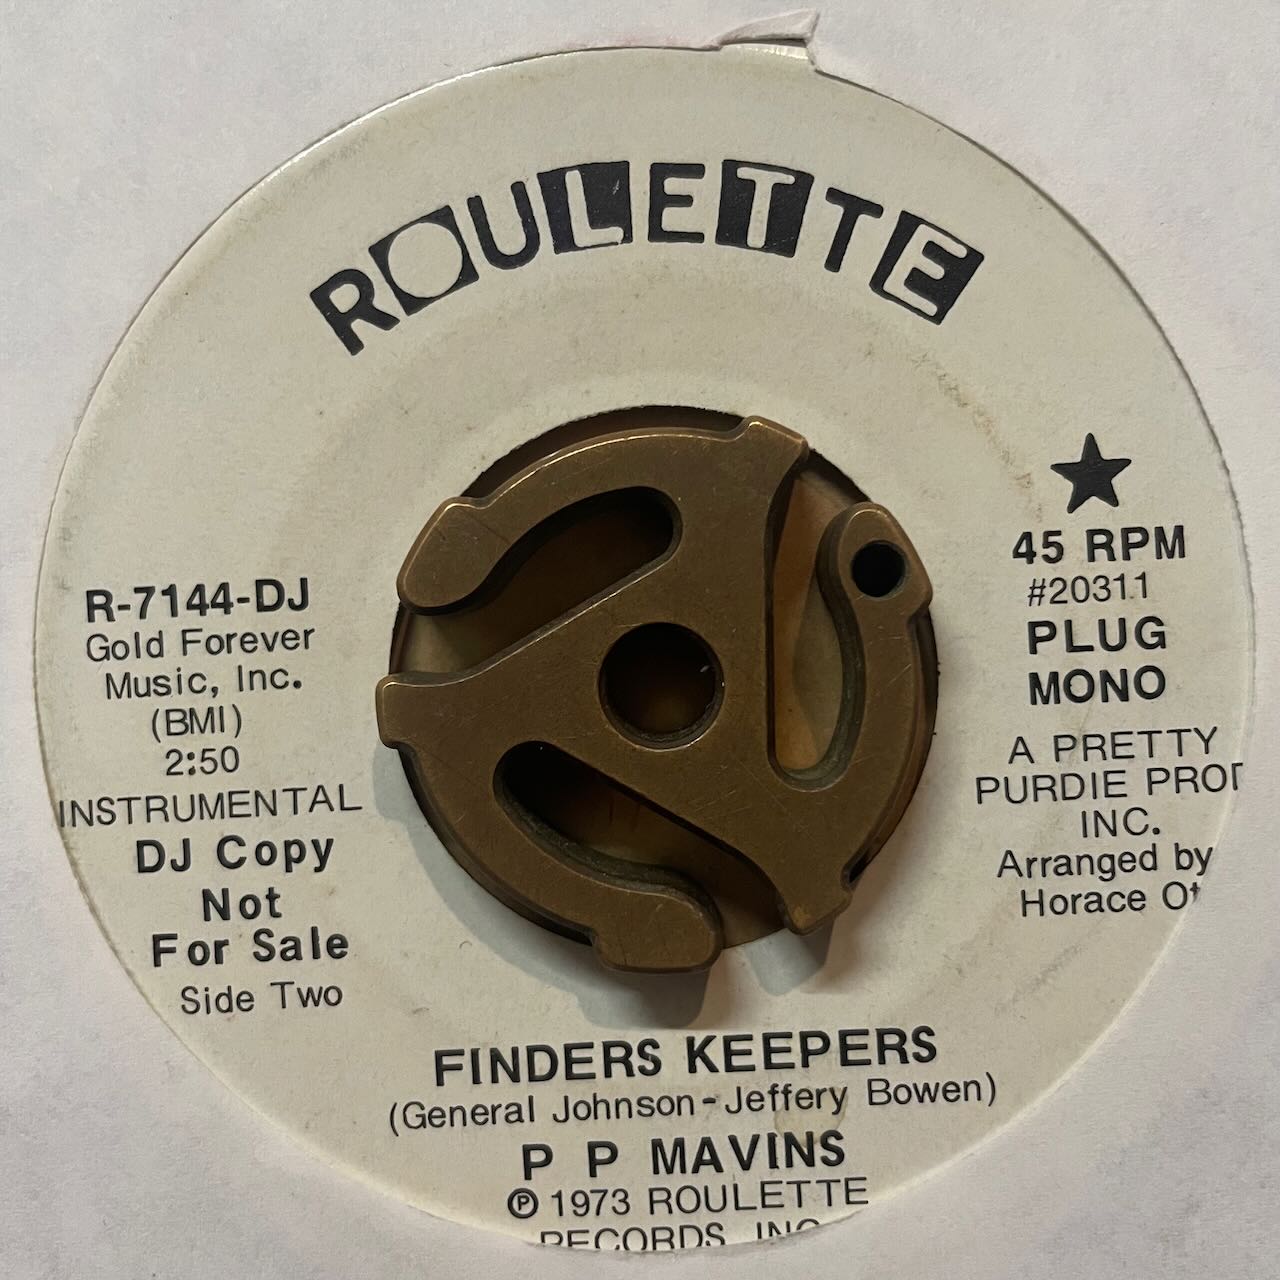 ROULETTE
R-7144-DJ
Gold Forever
Music, Inc.
(BMI)
2:50
INSTRUMENTAL
DJ Copy
Not
For Sale
Side Two
★
45 RPM
#20311
PLUG
MONO
A PRETTY
PURDIE
INC.
Arranged by
Horace
FINDERS KEEPERS
(General Johnson-Jeffery Bowen)
P P MAVINS
℗ 1973 ROULETTE
RECORDS, INC